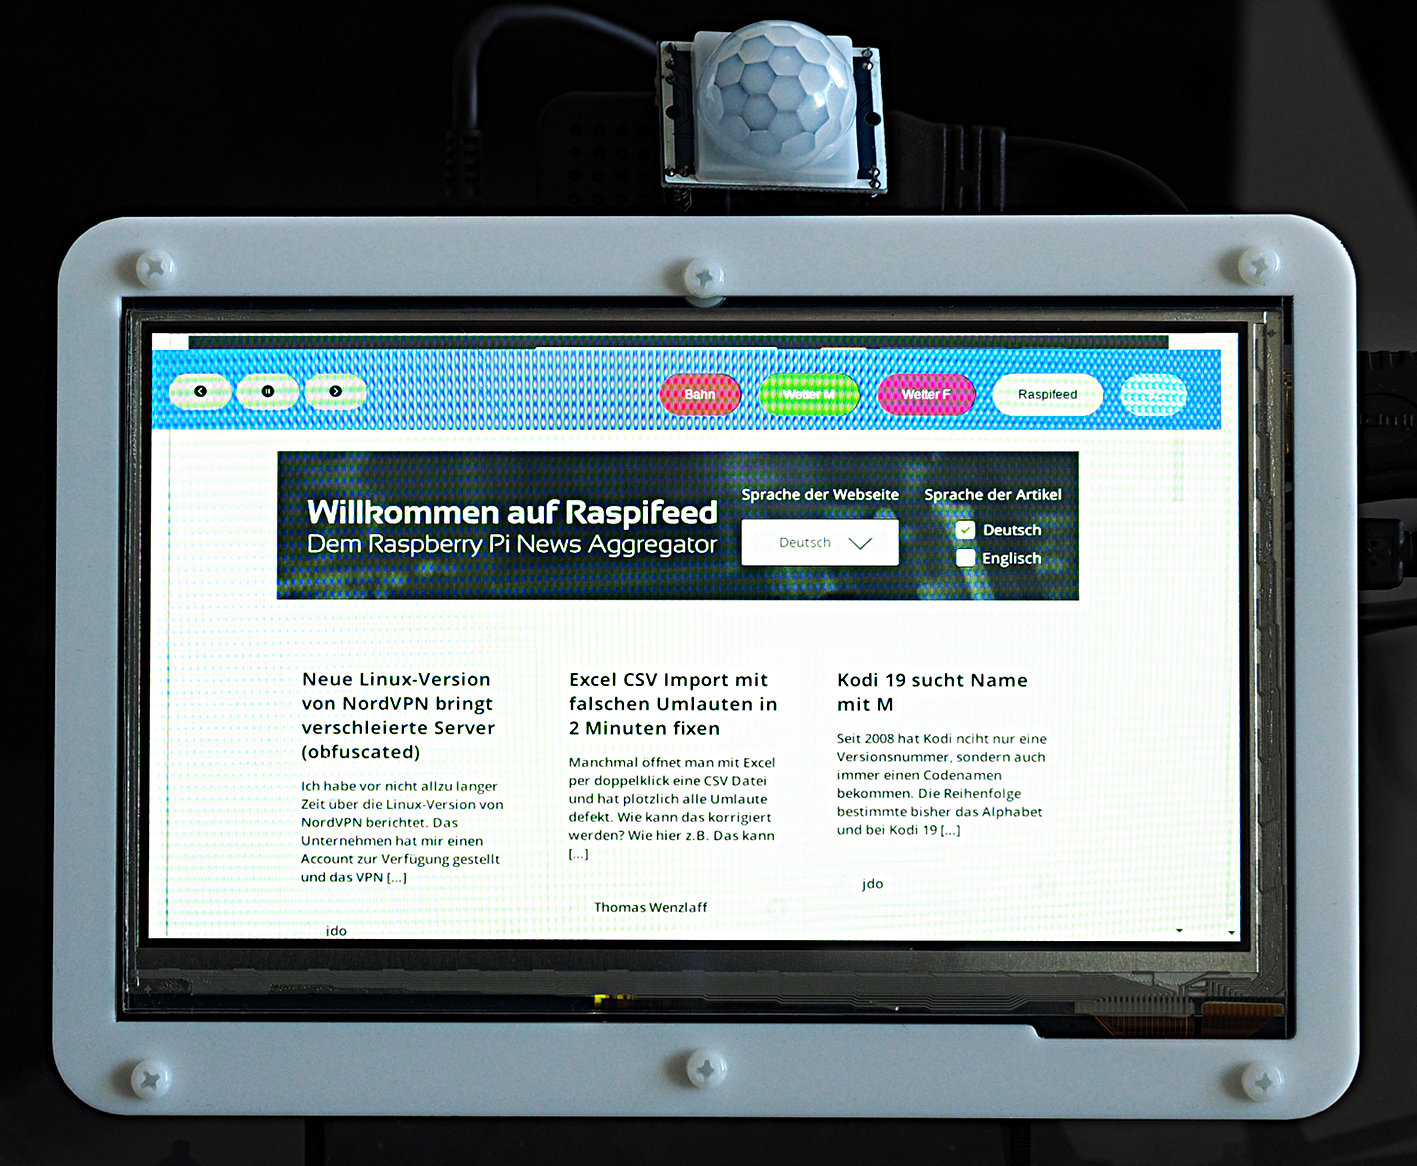 Bahn
Wetter M
Wetter F
Raspifeed
Willkommen auf Raspifeed
Dem Raspberry Pi News Aggregator
Sprache der Webseite
Deutsch
Sprache der Artikel
Deutsch
Englisch
Neue Linux-Version
von NordVPN bringt
verschleierte Server
(obfuscated)
Ich habe vor nicht allzu langer
Zeit über die Linux-Version von
NordVPN berichtet. Das
Unternehmen hat mir einen
Account zur Verfügung gestellt
und das VPN [...]
jdo
Excel CSV Import mit
falschen Umlauten in
2 Minuten fixen
Manchmal öffnet man mit Excel
per doppelklick eine CSV Datei
und hat plötzlich alle Umlaute
defekt. Wie kann das korrigiert
werden? Wie hier z.B. Das kann
[...]
Thomas Wenzlaff
Kodi 19 sucht Name
mit M
Seit 2008 hat Kodi nciht nur eine
Versionsnummer, sondern auch
immer einen Codenamen
bekommen. Die Reihenfolge
bestimmte bisher das Alphabet
und bei Kodi 19 [...]
jdo